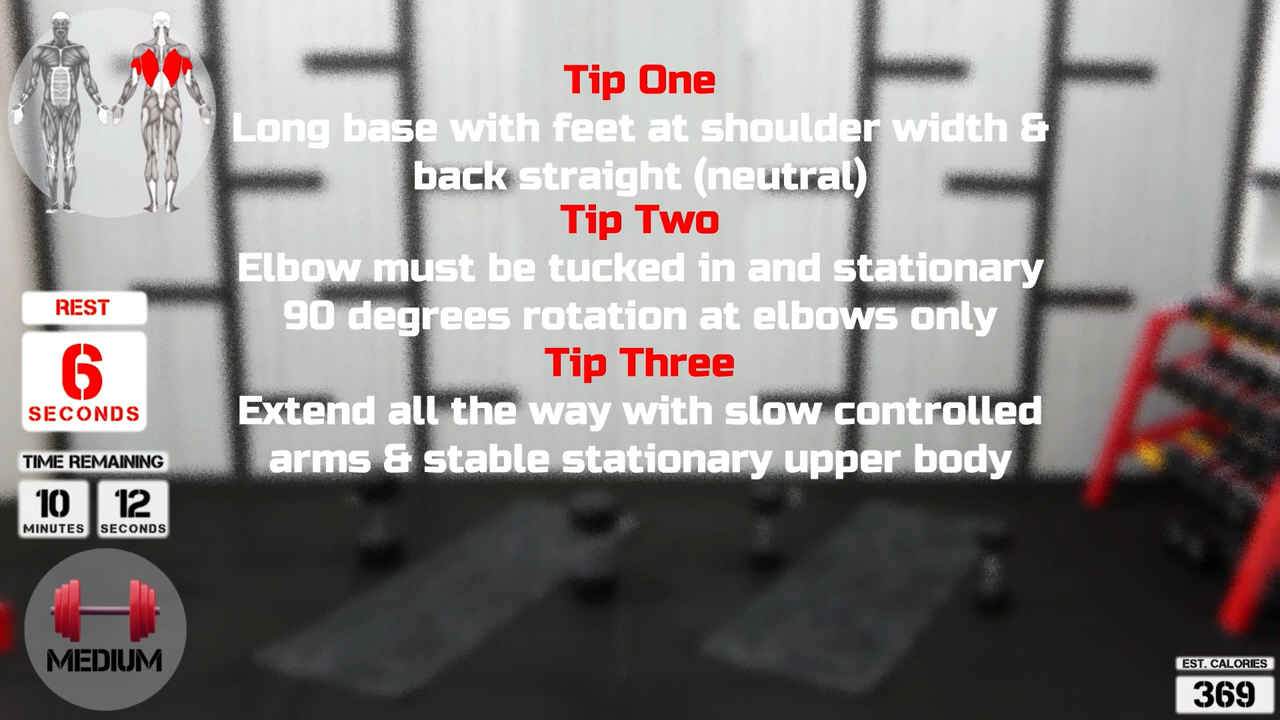 Tip One
Long base with feet at shoulder width &
back straight (neutral)
Tip Two
Elbow must be tucked in and stationary
90 degrees rotation at elbows only
Tip Three
Extend all the way with slow controlled
arms & stable stationary upper body
REST
6
SECONDS
TIME REMAINING
10
MINUTES
12
SECONDS
MEDIUM
EST. CALORIES
369